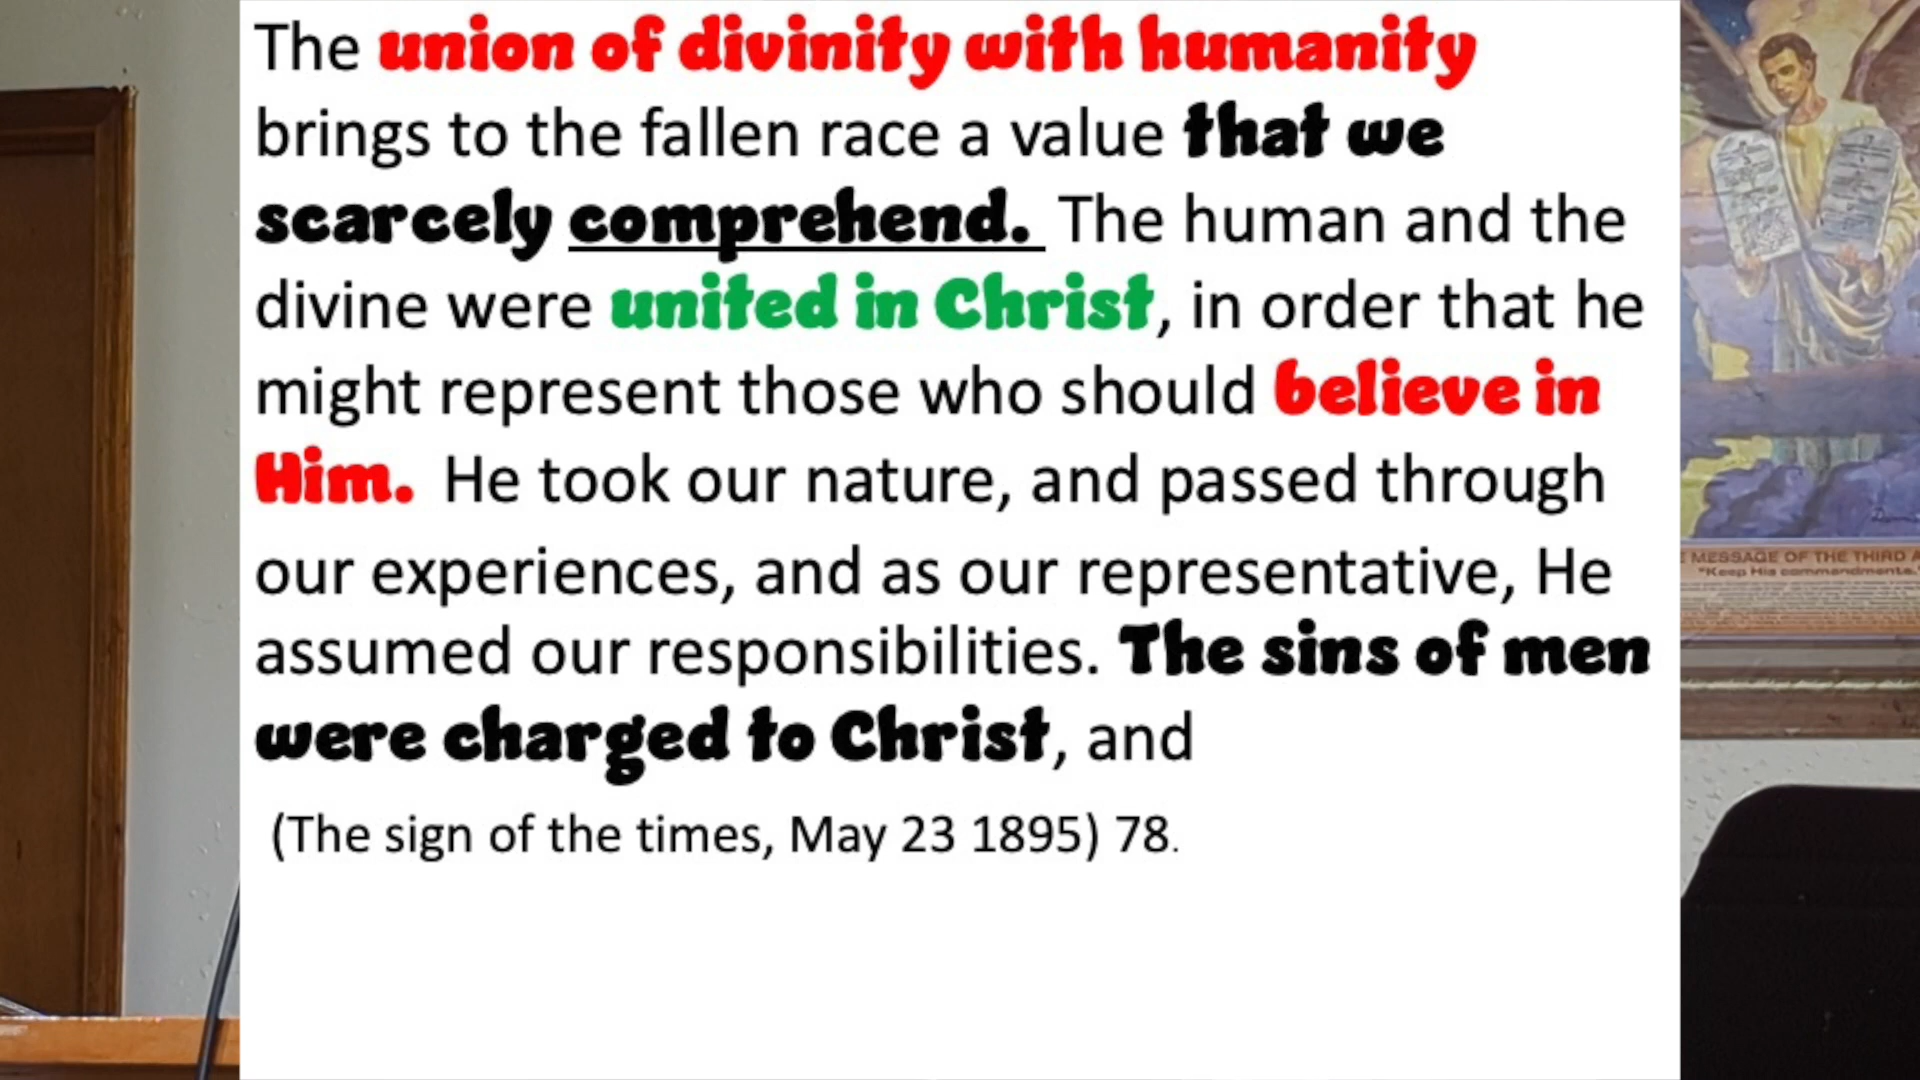 The union of divinity with humanity
brings to the fallen race a value that we
scarcely comprehend. The human and the
divine were united in Christ, in order that he
might represent those who should believe in
Him. He took our nature, and passed through
our experiences, and as our representative, He
assumed our responsibilities. The sins of men
were charged to Christ, and
(The sign of the times, May 23 1895) 78.
MESSAGE OF THE THIRD A
"Keep His commandments."